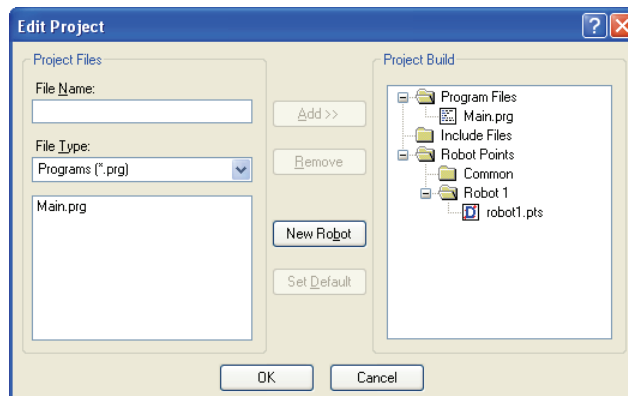 Edit Project
Project Files
File Name:
File Type:
Programs (*.prg)
Main.prg
Add >>
Remove
New Robot
Set Default
Project Build
Program Files
Main.prg
Include Files
Robot Points
Common
Robot 1
robot1.pts
OK
Cancel